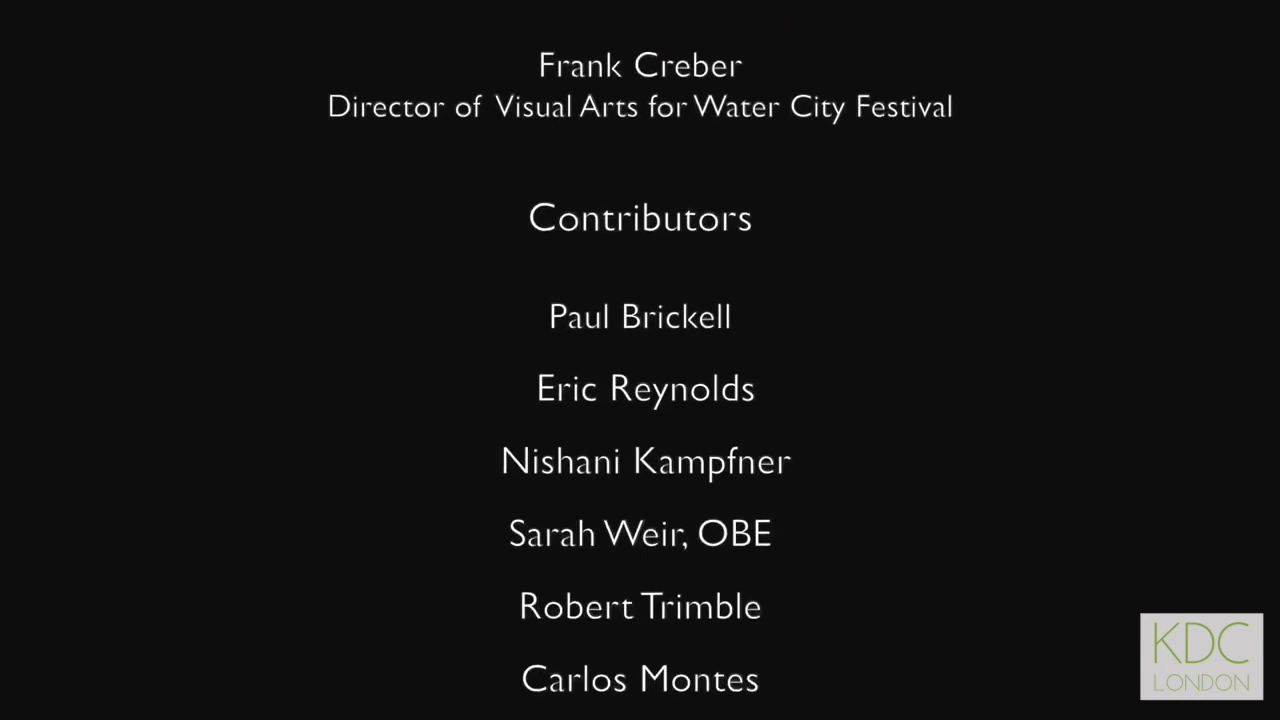 Frank Creber
Director of Visual Arts for Water City Festival
Contributors
Paul Brickell
Eric Reynolds
Nishani Kampfner
Sarah Weir, OBE
Robert Trimble
Carlos Montes
KDC
LONDON